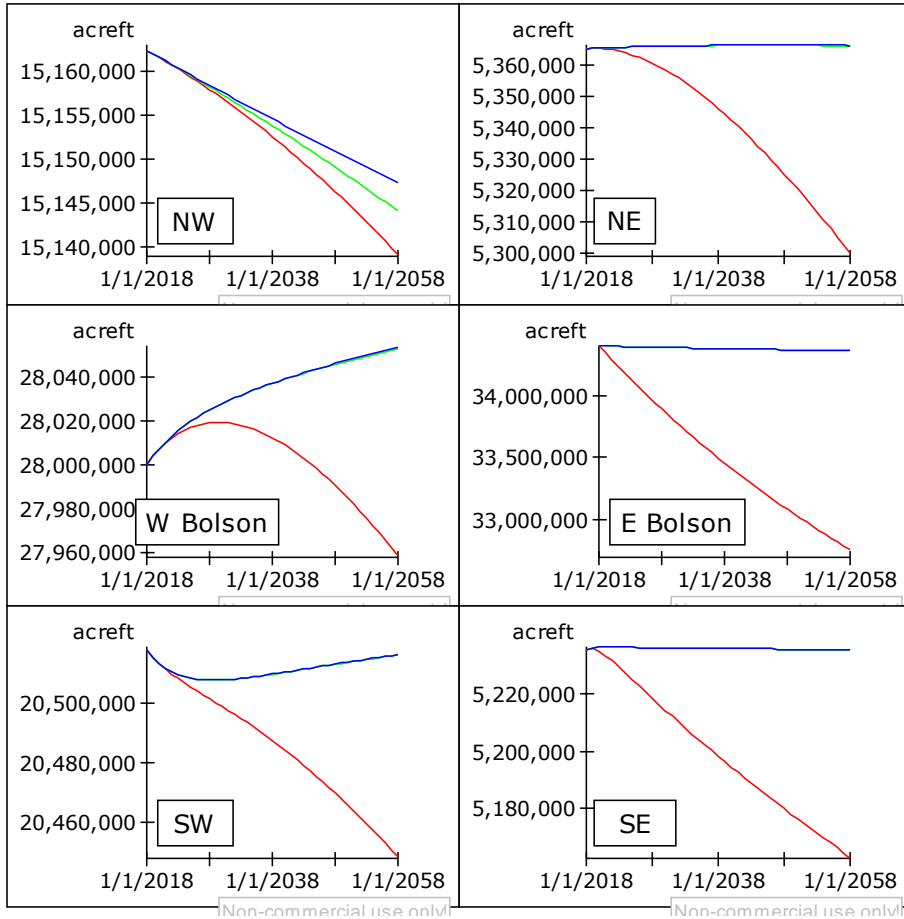 acreft
15,160,000
15,155,000
15,150,000
15,145,000
15,140,000
NW
1/1/2018 1/1/2038 1/1/2058
acreft
5,360,000
5,350,000
5,340,000
5,330,000
5,320,000
5,310,000
5,300,000
NE
1/1/2018 1/1/2038 1/1/2058
acreft
28,040,000
28,020,000
28,000,000
27,980,000
27,960,000
W Bolson
1/1/2018 1/1/2038 1/1/2058
acreft
34,000,000
33,500,000
33,000,000
E Bolson
1/1/2018 1/1/2038 1/1/2058
acreft
20,500,000
20,480,000
20,460,000
SW
1/1/2018 1/1/2038 1/1/2058
Non-commercial use only!
acreft
5,220,000
5,200,000
5,180,000
SE
1/1/2018 1/1/2038 1/1/2058
Non-commercial use only!